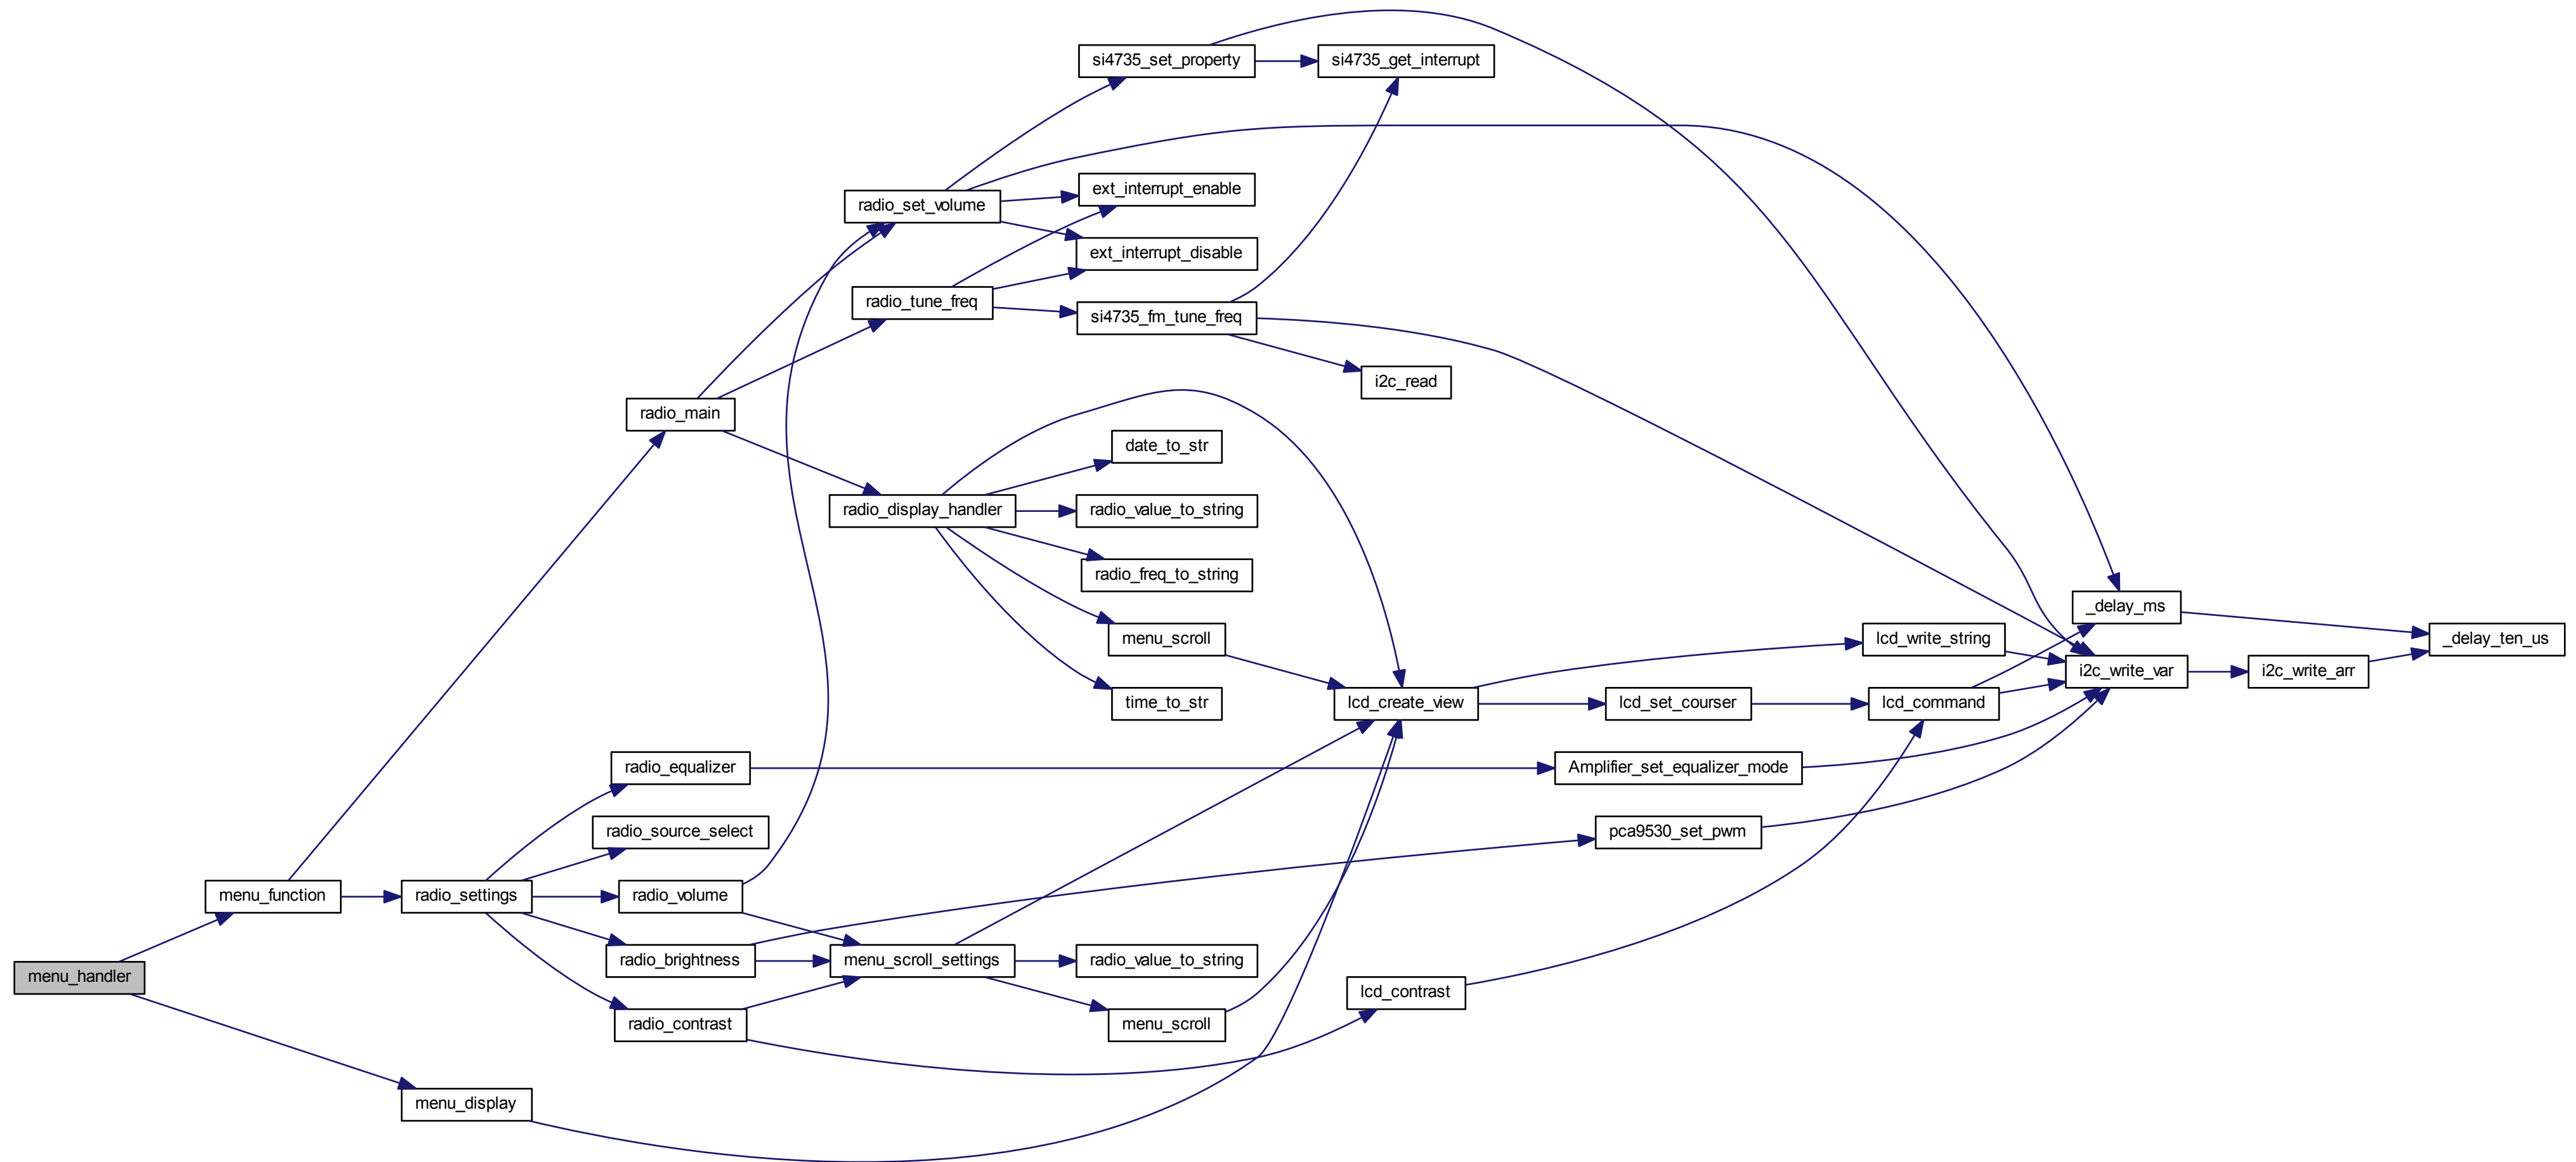 si4735_set_property
si4735_get_interrupt
ext_interrupt_enable
radio_set_volume
ext_interrupt_disable
radio_tune_freq
si4735_fm_tune_freq
i2c_read
radio_main
date_to_str
radio_display_handler
radio_value_to_string
radio_freq_to_string
_delay_ms
menu_scroll
lcd_write_string
_delay_ten_us
i2c_write_var
i2c_write_arr
time_to_str
lcd_create_view
lcd_set_courser
lcd_command
radio_equalizer
Amplifier_set_equalizer_mode
radio_source_select
pca9530_set_pwm
menu_function
radio_settings
radio_volume
radio_brightness
menu_scroll_settings
radio_value_to_string
menu_handler
lcd_contrast
radio_contrast
menu_scroll
menu_display